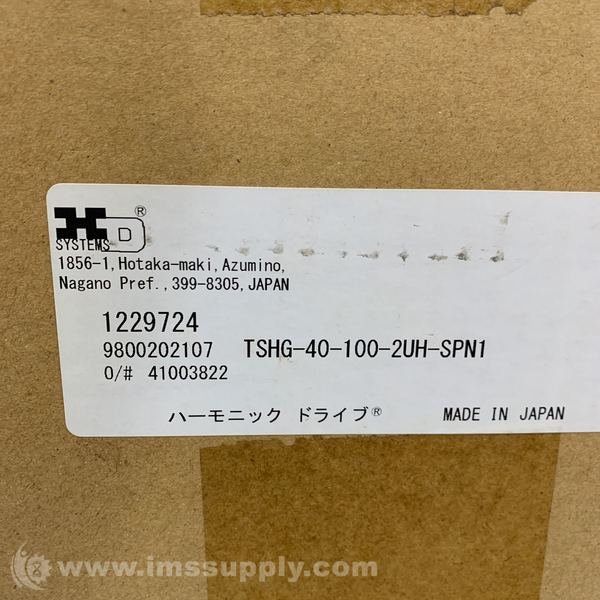 HD®
SYSTEMS
1856-1,Hotaka-maki,Azumino,
Nagano Pref.,399-8305,JAPAN
1229724
9800202107 TSHG-40-100-2UH-SPN1
O/# 41003822
ハーモニック ドライブ® MADE IN JAPAN
© www.imssupply.com